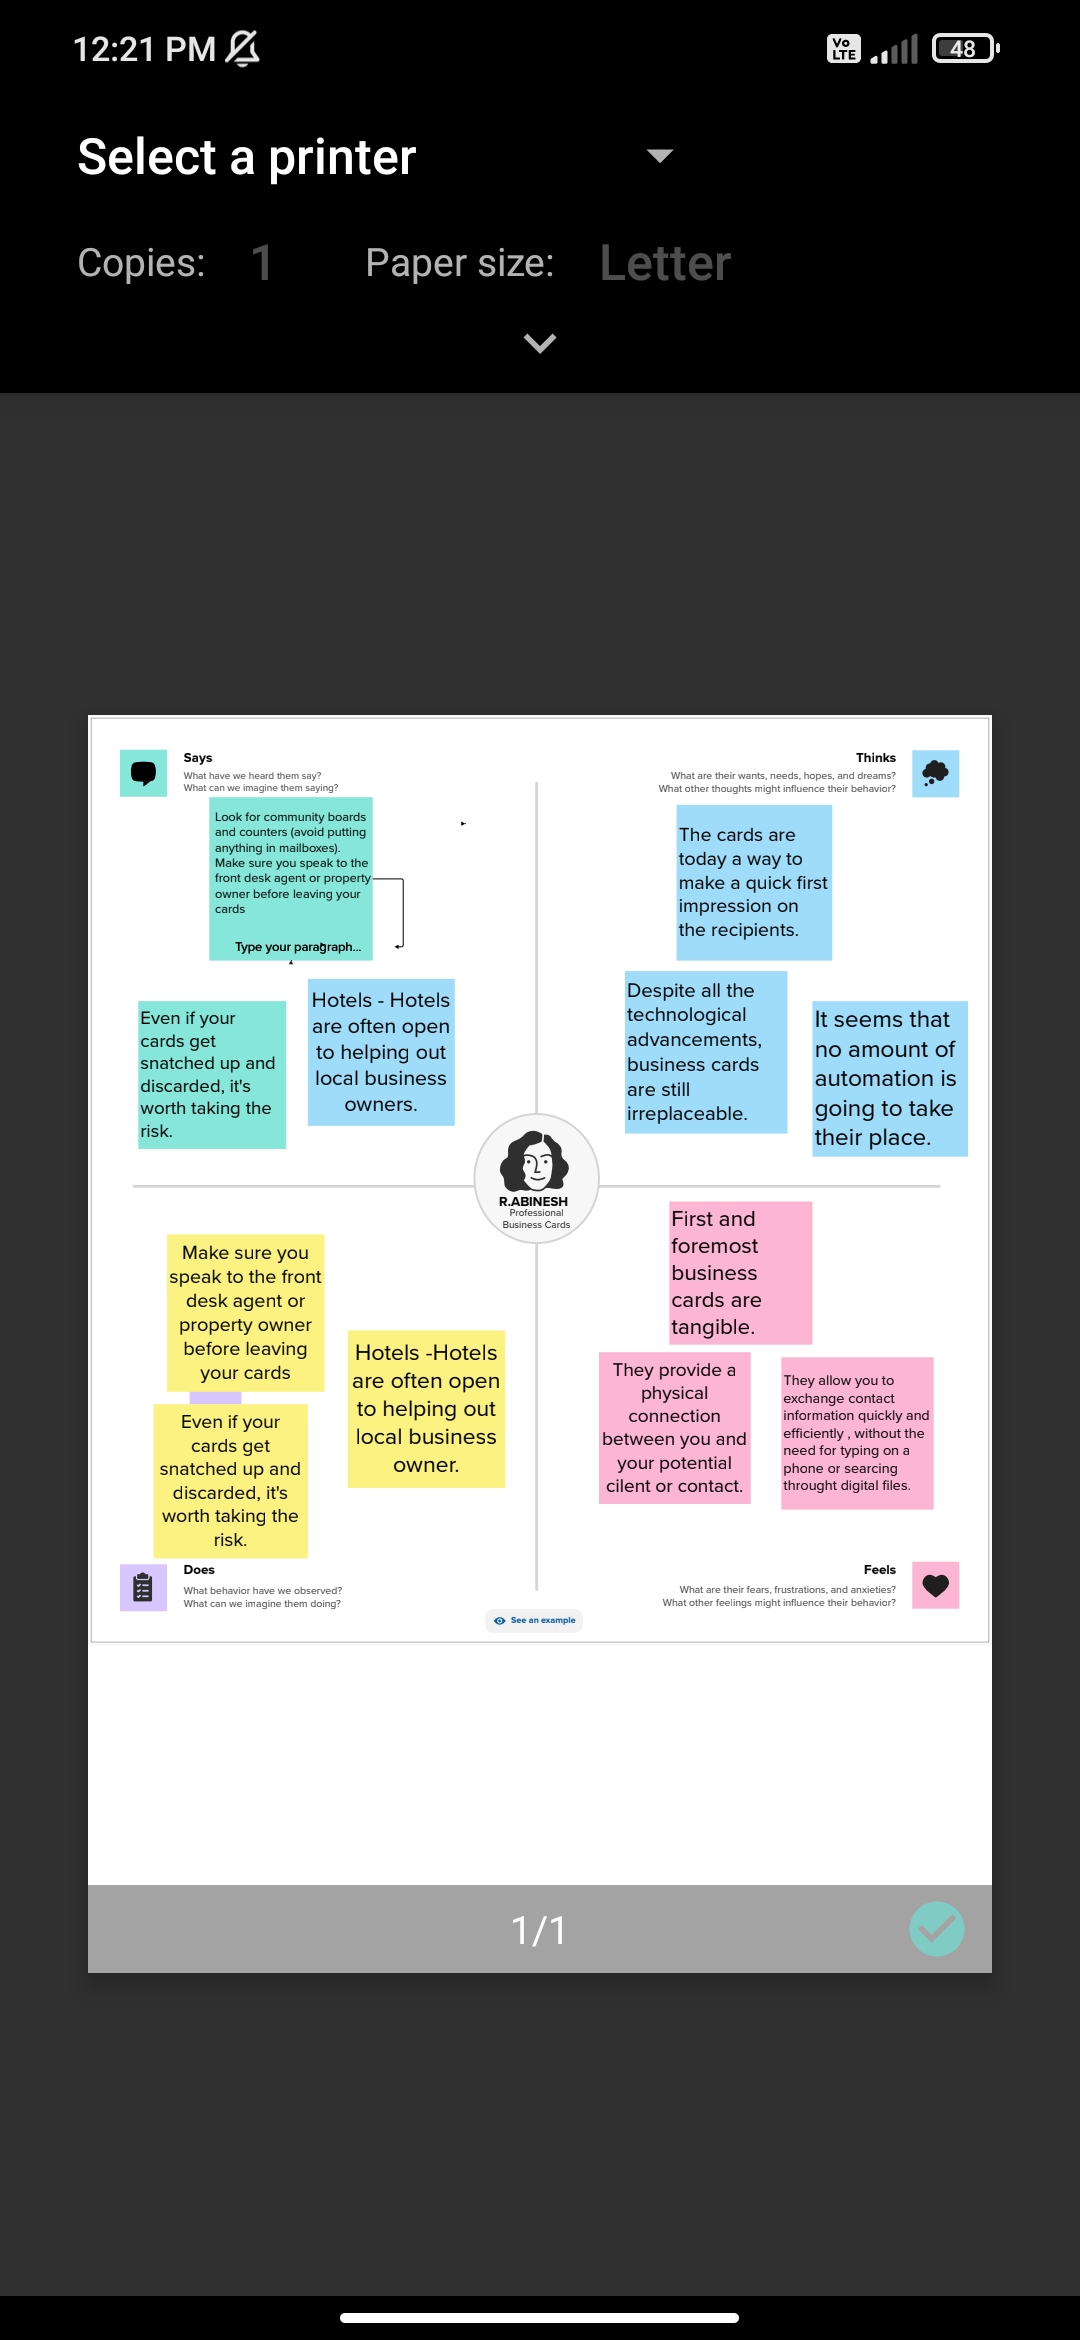 12:21 PM
Vo
LTE
48
Select a printer
Copies: 1 Paper size: Letter
Says
What have we heard them say?
What can we imagine them saying?
Look for community boards
and counters (avoid putting
anything in mailboxes).
Make sure you speak to the
front desk agent or property
owner before leaving your
cards
Type your paragraph...
Even if your
cards get
snatched up and
discarded, it's
worth taking the
risk.
Hotels - Hotels
are often open
to helping out
local business
owners.
Thinks
What are their wants, needs, hopes, and dreams?
What other thoughts might influence their behavior?
The cards are
today a way to
make a quick first
impression on
the recipients.
Despite all the
technological
advancements,
business cards
are still
irreplaceable.
It seems that
no amount of
automation is
going to take
their place.
R.ABINESH
Professional
Business Cards
Make sure you
speak to the front
desk agent or
property owner
before leaving
your cards
Hotels -Hotels
are often open
to helping out
local business
owner.
Even if your
cards get
snatched up and
discarded, it's
worth taking the
risk.
Does
What behavior have we observed?
What can we imagine them doing?
First and
foremost
business
cards are
tangible.
They provide a
physical
connection
between you and
your potential
cilent or contact.
They allow you to
exchange contact
information quickly and
efficiently , without the
need for typing on a
phone or searcing
throught digital files.
Feels
What are their fears, frustrations, and anxieties?
What other feelings might influence their behavior?
See an example
1/1